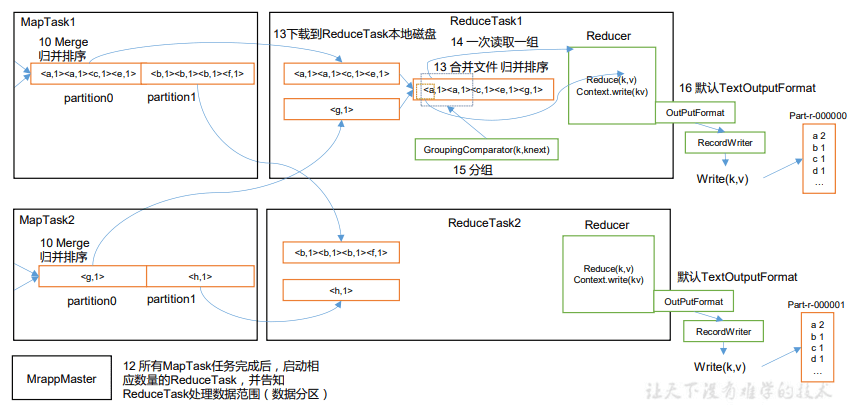 MapTask1
10 Merge
归并排序
<a,1><a,1><c,1><e,1>
<b,1><b,1><b,1><f,1>
partition0
partition1
ReduceTask1
13下载到ReduceTask本地磁盘
<a,1><a,1><c,1><e,1>
<g,1>
14 一次读取一组
13 合并文件 归并排序
<a,1><a,1><c,1><e,1><g,1>
GroupingComparator(k,knext)
15 分组
Reducer
Reduce(k,v)
Context.write(kv)
16 默认TextOutputFormat
OutPutFormat
RecordWriter
Write(k,v)
Part-r-000000
a 2
b 1
c 1
d 1
...
MapTask2
10 Merge
归并排序
<g,1>
<h,1>
partition0
partition1
ReduceTask2
<b,1><b,1><b,1><f,1>
<h,1>
Reducer
Reduce(k,v)
Context.write(kv)
默认TextOutputFormat
OutPutFormat
RecordWriter
Write(k,v)
Part-r-000001
a 2
b 1
c 1
d 1
...
MrappMaster
12 所有MapTask任务完成后，启动相
应数量的ReduceTask，并告知
ReduceTask处理数据范围（数据分区）
让天下没有难学的技术